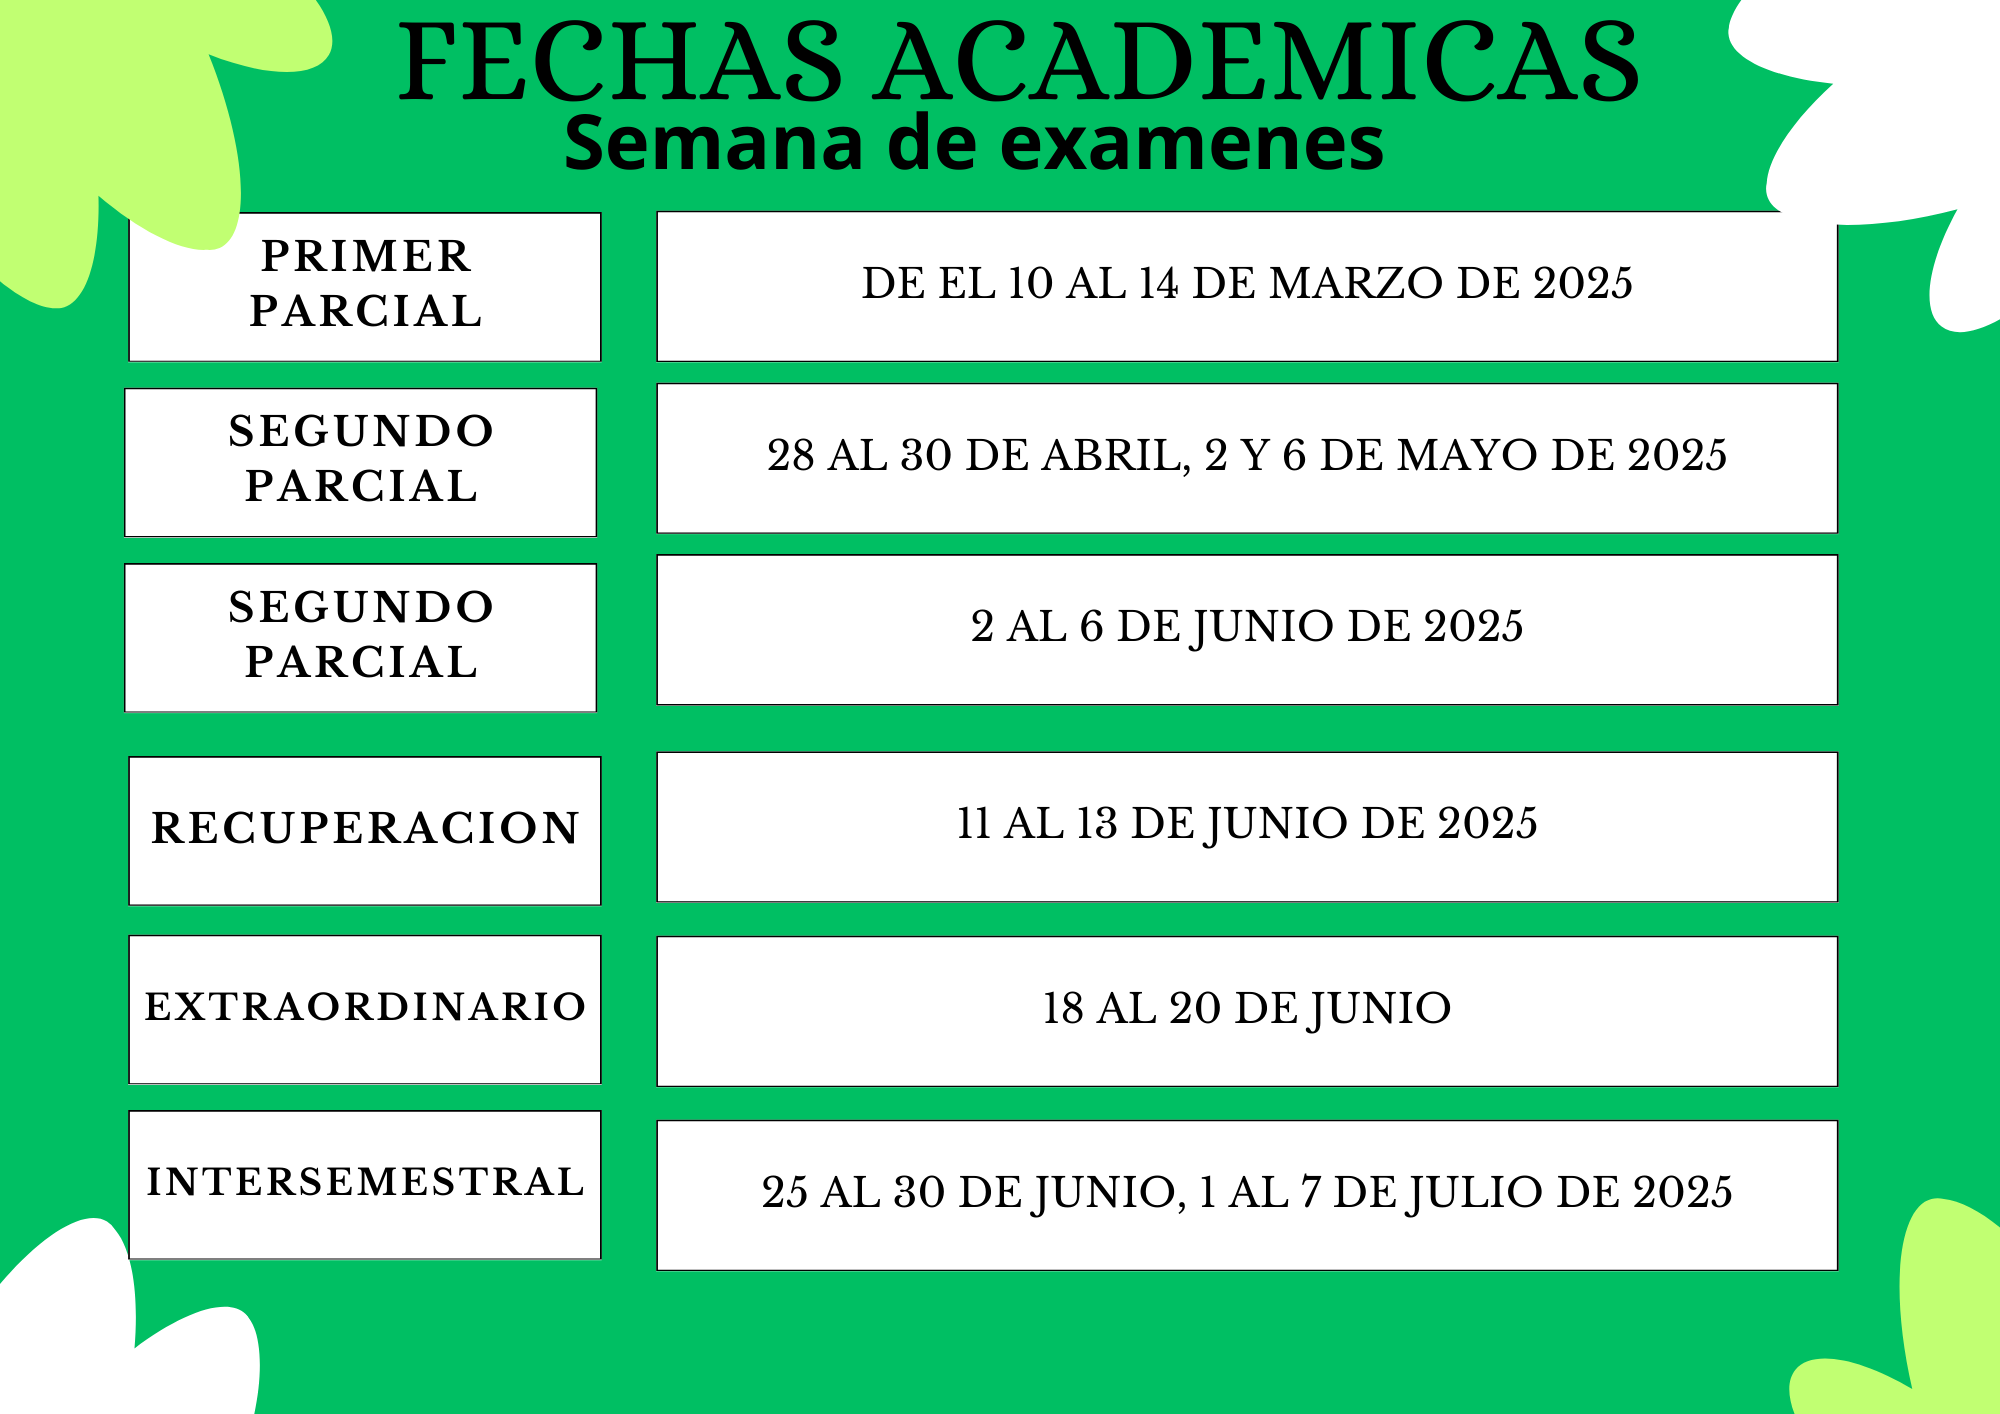 FECHAS ACADEMICAS
Semana de examenes
PRIMER
PARCIAL
DE EL 10 AL 14 DE MARZO DE 2025
SEGUNDO
PARCIAL
28 AL 30 DE ABRIL, 2 Y 6 DE MAYO DE 2025
SEGUNDO
PARCIAL
2 AL 6 DE JUNIO DE 2025
RECUPERACION
11 AL 13 DE JUNIO DE 2025
EXTRAORDINARIO
18 AL 20 DE JUNIO
INTERSEMESTRAL
25 AL 30 DE JUNIO, 1 AL 7 DE JULIO DE 2025